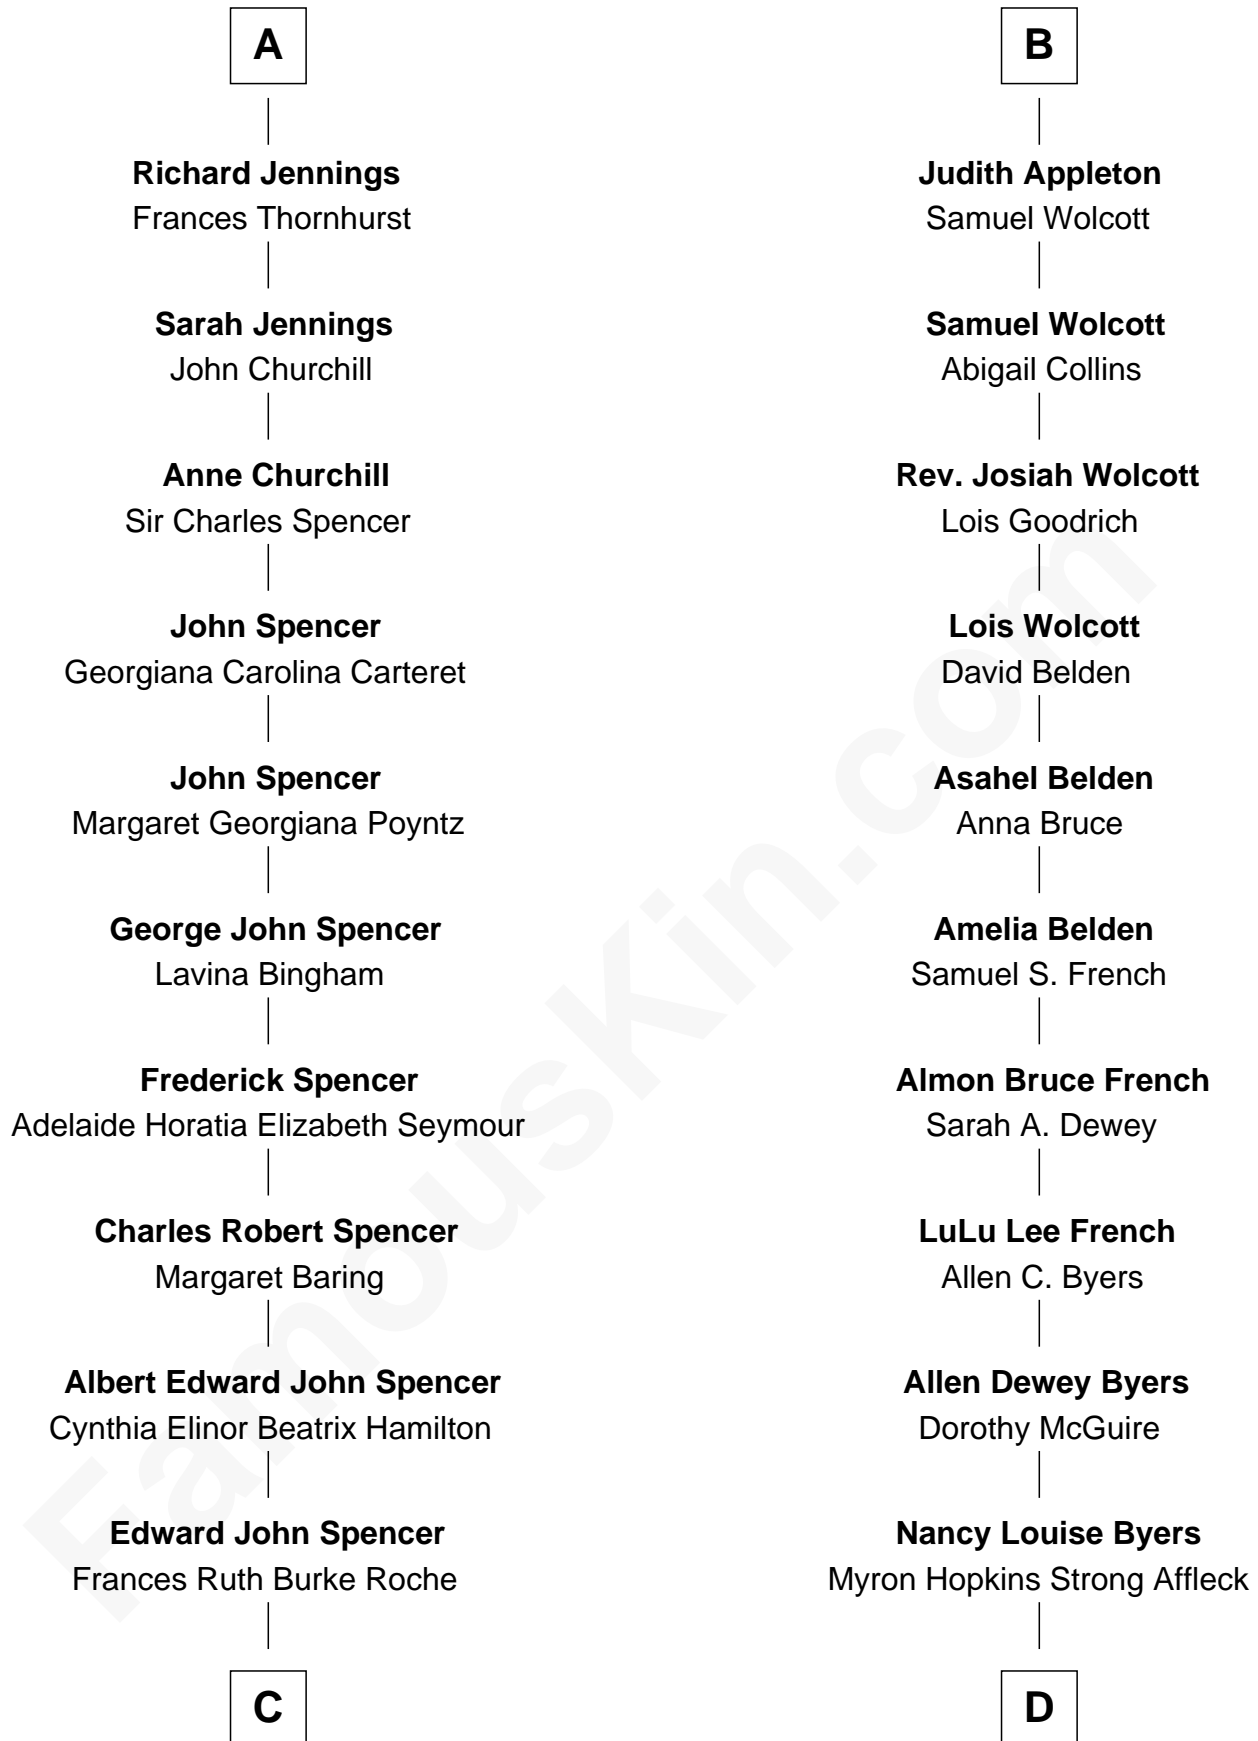 A
Richard Jennings
Frances Thornhurst
Sarah Jennings
John Churchill
Anne Churchill
Sir Charles Spencer
John Spencer
Georgiana Carolina Carteret
John Spencer
Margaret Georgiana Poyntz
George John Spencer
Lavina Bingham
Frederick Spencer
Adelaide Horatia Elizabeth Seymour
Charles Robert Spencer
Margaret Baring
Albert Edward John Spencer
Cynthia Elinor Beatrix Hamilton
Edward John Spencer
Frances Ruth Burke Roche
C
B
Judith Appleton
Samuel Wolcott
Samuel Wolcott
Abigail Collins
Rev. Josiah Wolcott
Lois Goodrich
Lois Wolcott
David Belden
Asahel Belden
Anna Bruce
Amelia Belden
Samuel S. French
Almon Bruce French
Sarah A. Dewey
LuLu Lee French
Allen C. Byers
Allen Dewey Byers
Dorothy McGuire
Nancy Louise Byers
Myron Hopkins Strong Affleck
D
FamousKin.com